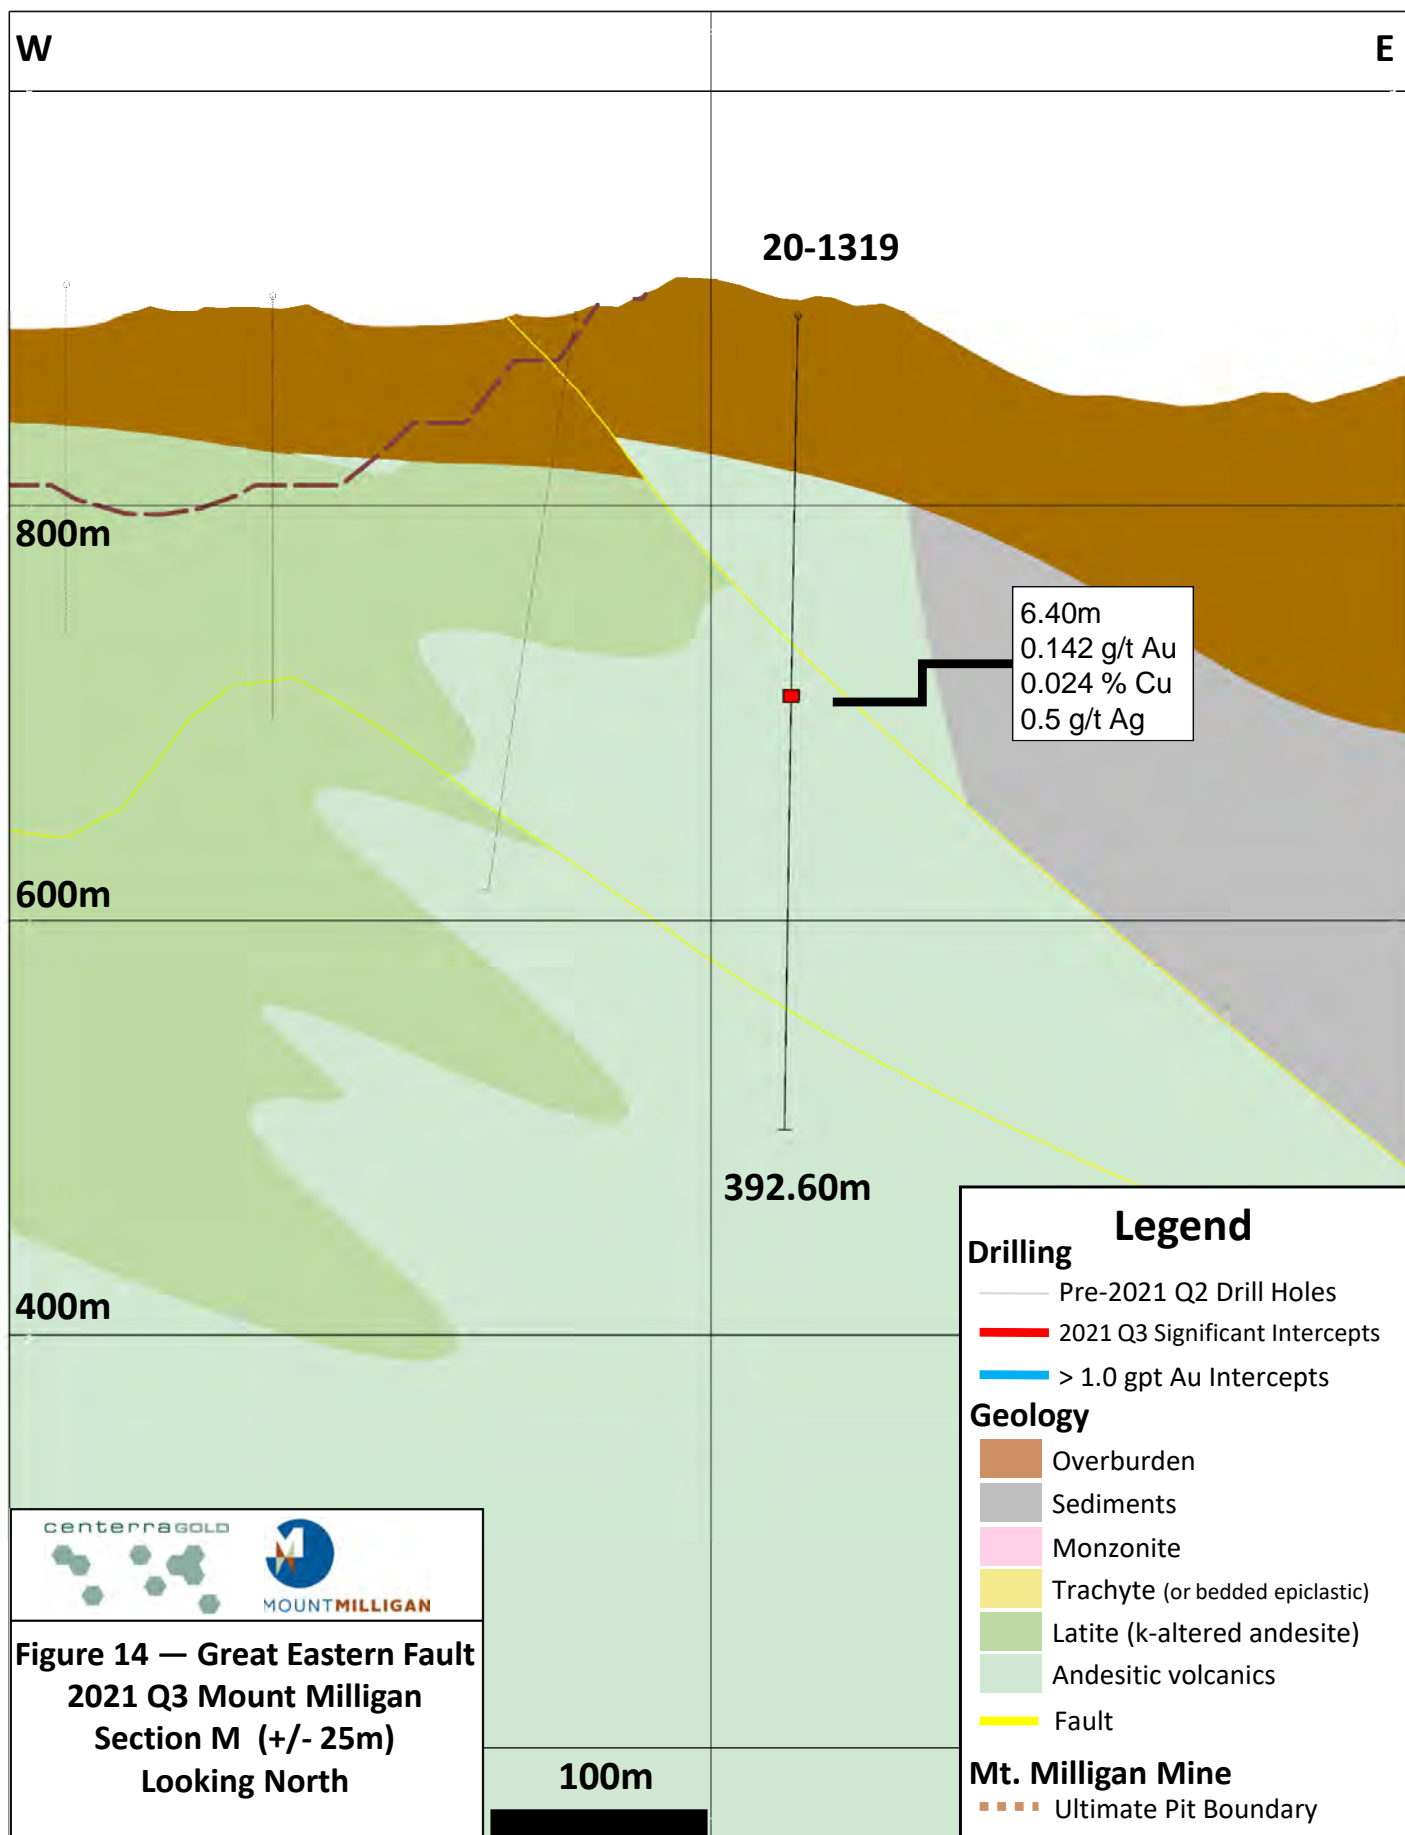 W
E
20-1319
800m
6.40m
0.142 g/t Au
0.024 % Cu
0.5 g/t Ag
600m
392.60m
400m
Legend
Drilling
Pre-2021 Q2 Drill Holes
2021 Q3 Significant Intercepts
> 1.0 gpt Au Intercepts
Geology
Overburden
Sediments
Monzonite
Trachyte (or bedded epiclastic)
Latite (k-altered andesite)
Andesitic volcanics
Fault
Mt. Milligan Mine
Ultimate Pit Boundary
centerraGOLD
M
MOUNTMILLIGAN
Figure 14 — Great Eastern Fault
2021 Q3 Mount Milligan
Section M (+/- 25m)
Looking North
100m